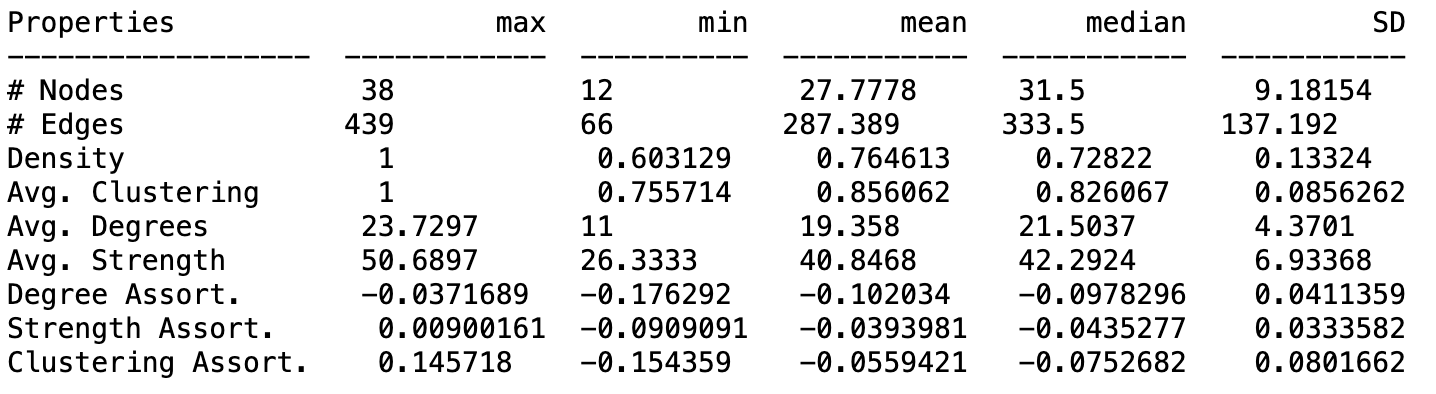 Properties                   max         min         mean       median           SD
------------------  ------------  ----------  -----------  -----------  -----------
# Nodes              38           12           27.7778      31.5          9.18154
# Edges             439           66          287.389      333.5        137.192
Density               1            0.603129     0.764613     0.72822      0.13324
Avg. Clustering       1            0.755714     0.856062     0.826067     0.0856262
Avg. Degrees         23.7297      11           19.358       21.5037       4.3701
Avg. Strength        50.6897      26.3333      40.8468      42.2924       6.93368
Degree Assort.       -0.0371689   -0.176292    -0.102034    -0.0978296    0.0411359
Strength Assort.      0.00900161  -0.0909091   -0.0393981   -0.0435277    0.0333582
Clustering Assort.    0.145718    -0.154359    -0.0559421   -0.0752682    0.0801662